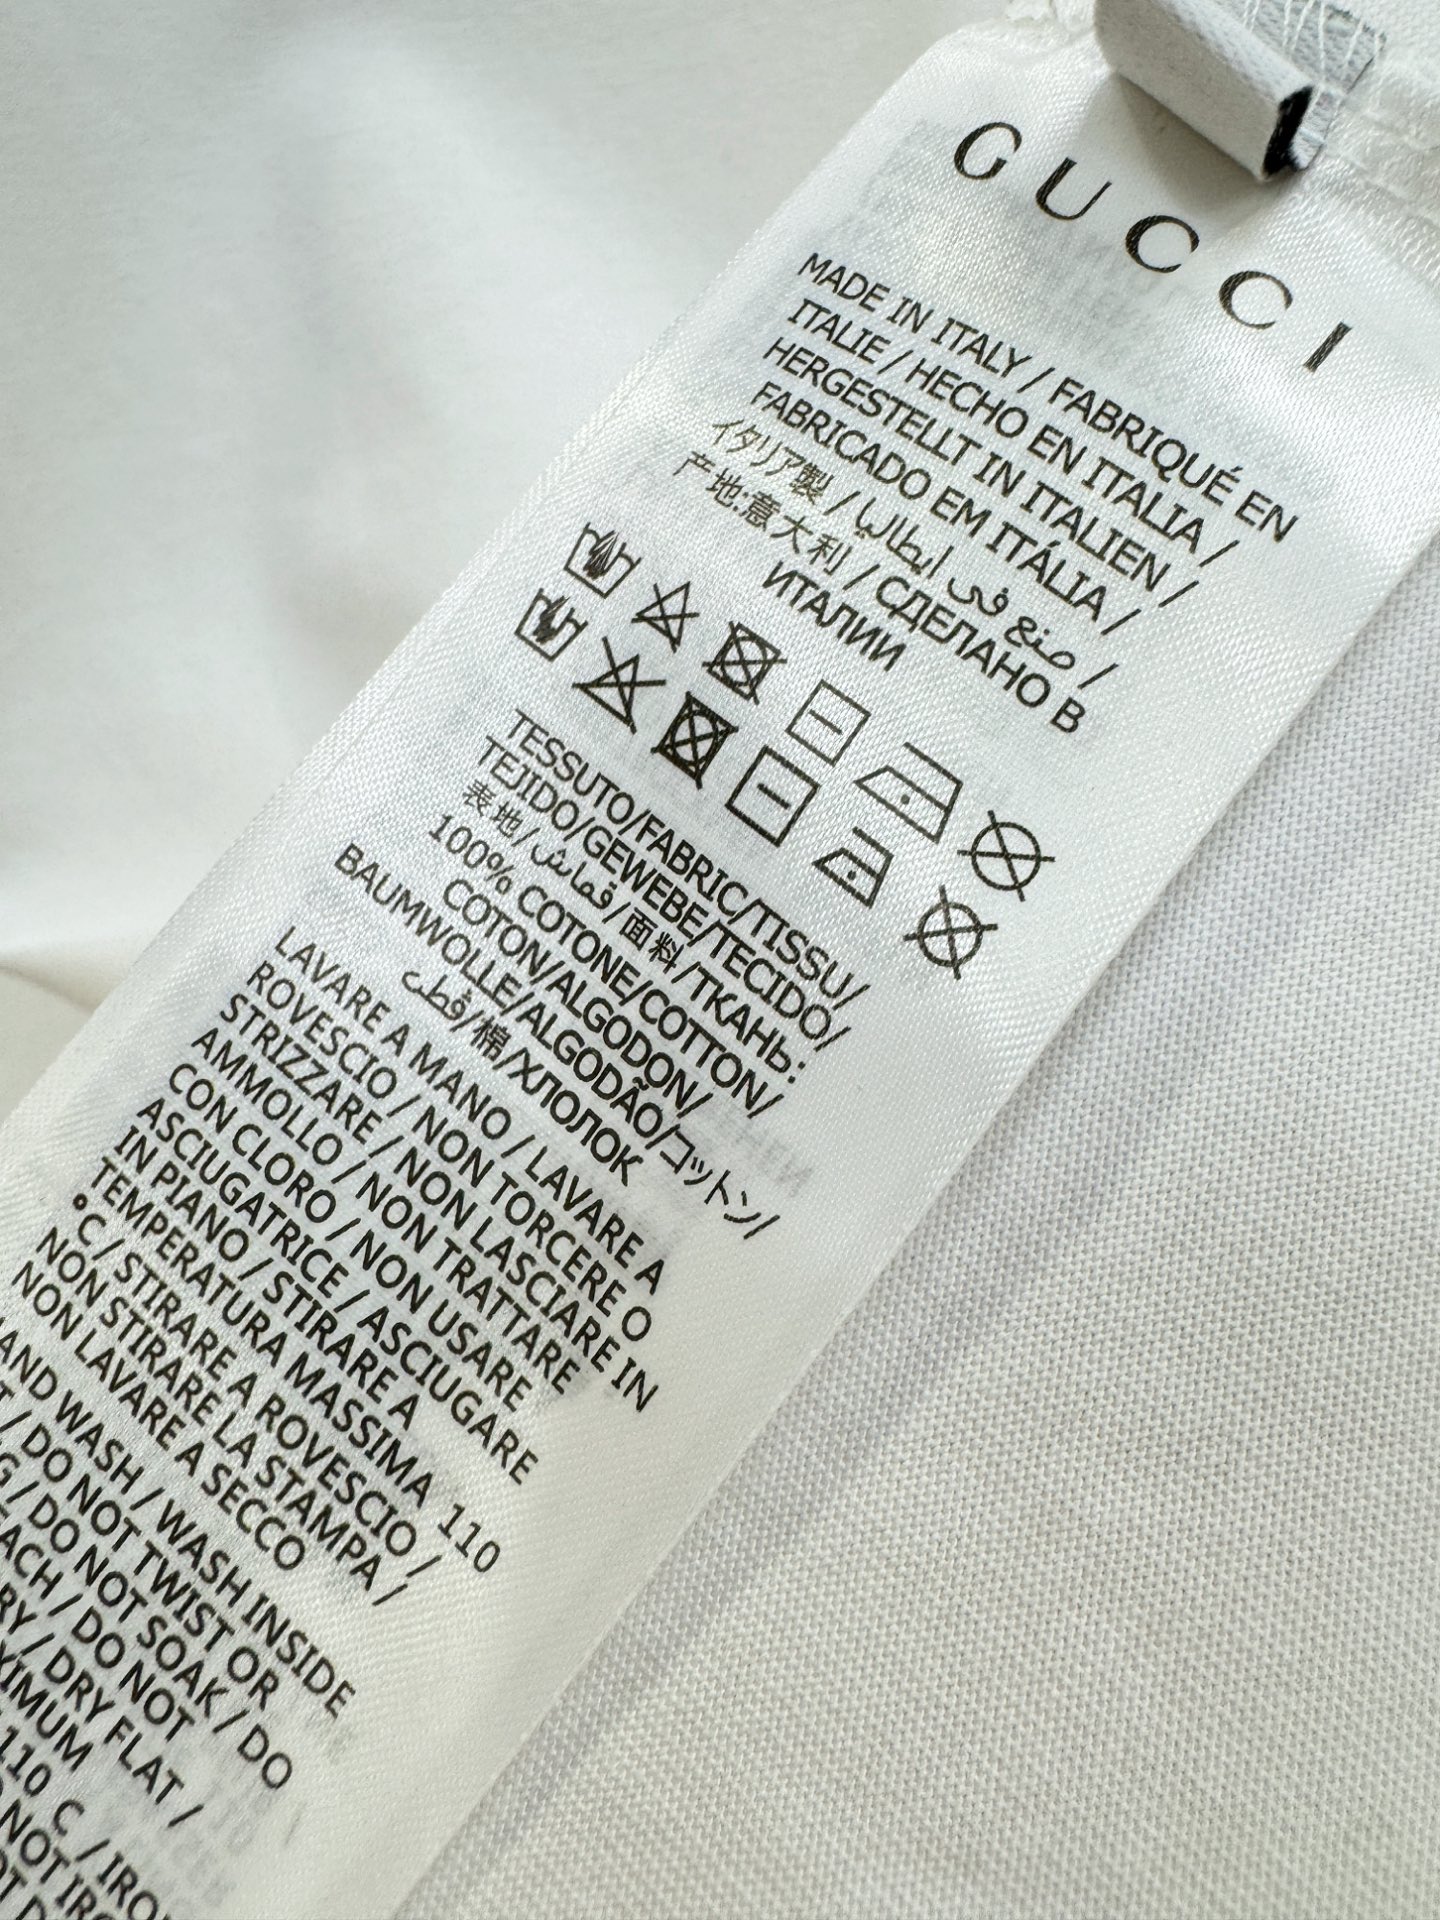 GUCCI
MADE IN ITALY / FABRIQUÉ EN
ITALIE / HECHO EN ITALIA /
HERGESTELLT IN ITALIEN /
FABRICADO EM ITÁLIA /
イタリア製 / صنع في ايطاليا /
产地:意大利 / СДЕЛАНО В
ИТАЛИИ
TESSUTO/FABRIC/TISSU/
TEJIDO/GEWEBE/TECIDO/
表地/قماش/面料/ТКАНЬ:
100% COTONE/COTTON/
COTON/ALGODON/
BAUMWOLLE/ALGODÃO/コットン/
قطن/棉/ХЛОПОК
LAVARE A MANO / LAVARE A
ROVESCIO / NON TORCERE O
STRIZZARE / NON LASCIARE IN
AMMOLLO / NON TRATTARE
CON CLORO / NON USARE
ASCIUGATRICE / ASCIUGARE
IN PIANO / STIRARE A
TEMPERATURA MASSIMA 110
°C / STIRARE A ROVESCIO /
NON STIRARE LA STAMPA /
NON LAVARE A SECCO
HAND WASH / WASH INSIDE
/ DO NOT TWIST OR
/ DO NOT SOAK / DO
/ DO NOT
/ DRY FLAT /
110 C / IRON